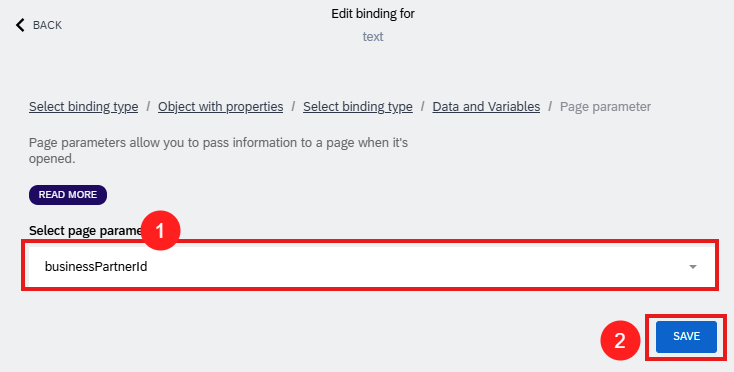 Edit binding for
BACK
text
Select binding type / Object with properties / Select binding type / Data and Variables / Page parameter
Page parameters allow you to pass information to a page when it's
opened.
READ MORE
Select page parame
1
businessPartnerId
2
SAVE